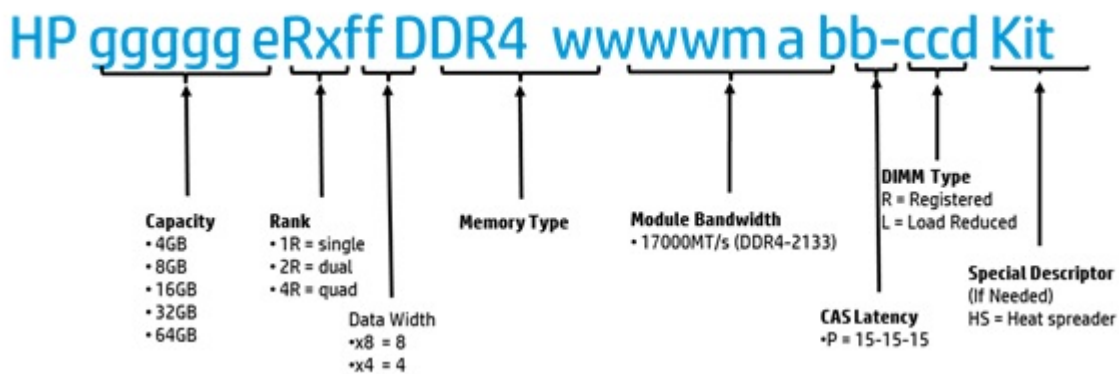 HP ggggg eRxff DDR4 wwwwm a bb-ccd Kit
Capacity
• 4GB
• 8GB
• 16GB
• 32GB
• 64GB
Rank
• 1R = single
• 2R = dual
• 4R = quad
Data Width
•x8 = 8
•x4 = 4
Memory Type
Module Bandwidth
• 17000MT/s (DDR4-2133)
CAS Latency
•P = 15-15-15
DIMM Type
R = Registered
L = Load Reduced
Special Descriptor
(If Needed)
HS = Heat spreader